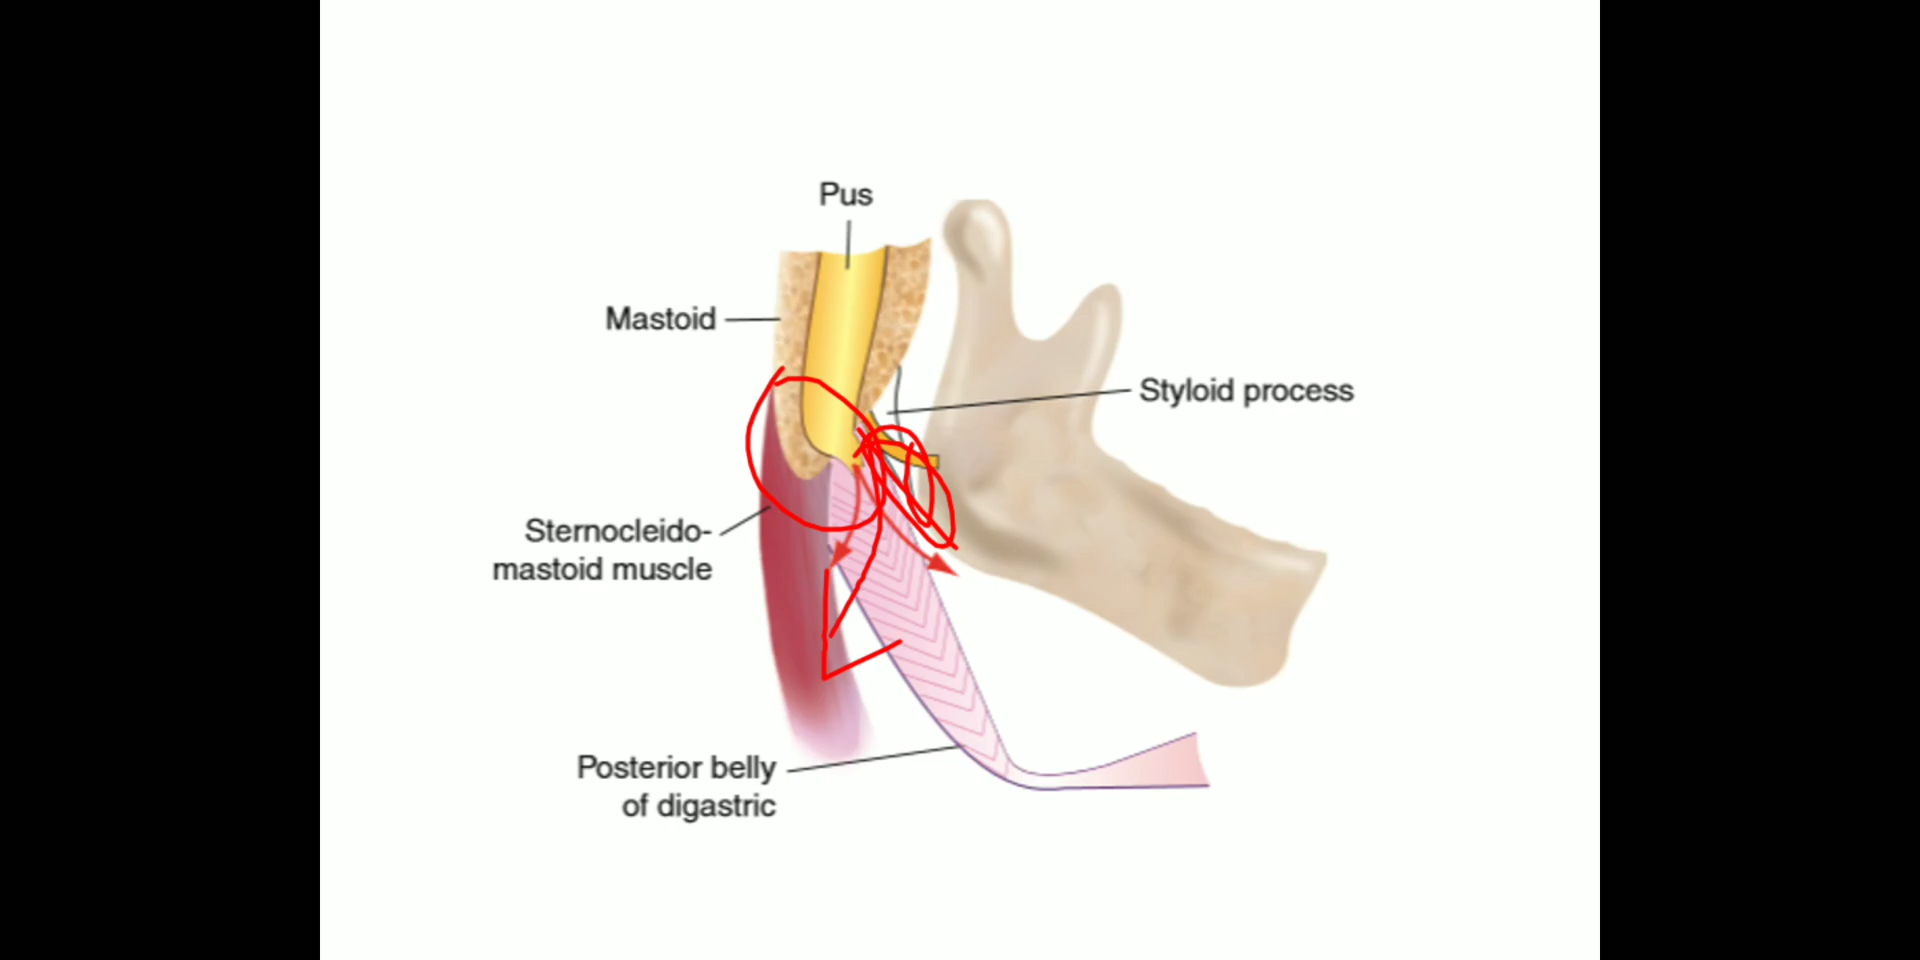 Pus
Mastoid
Styloid process
Sternocleido-
mastoid muscle
Posterior belly
of digastric